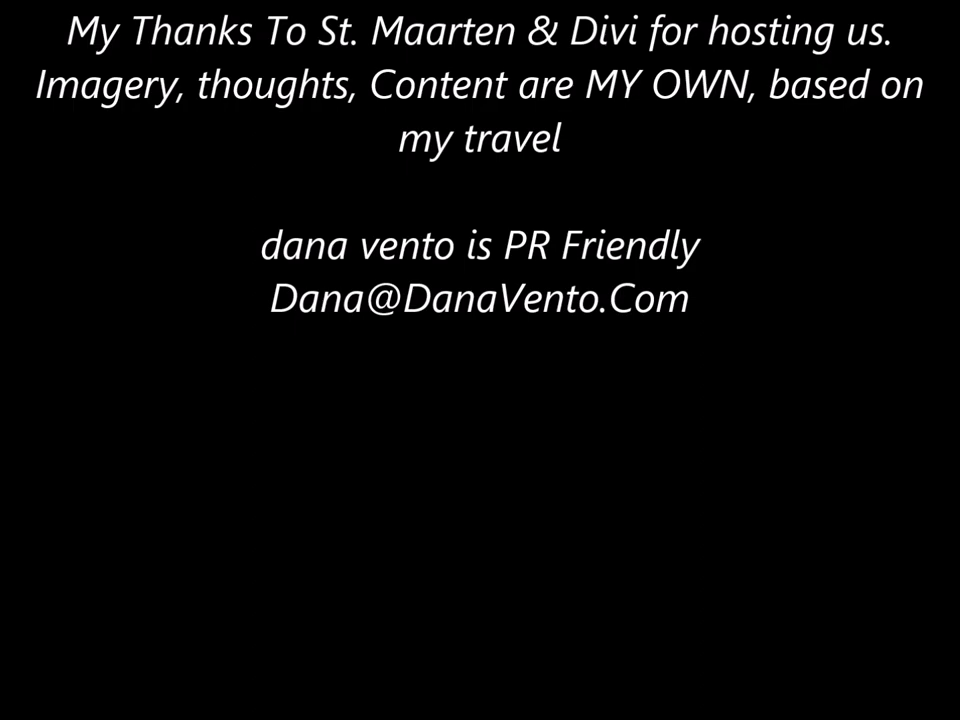 My Thanks To St. Maarten & Divi for hosting us.
Imagery, thoughts, Content are MY OWN, based on
my travel
dana vento is PR Friendly
Dana@DanaVento.Com